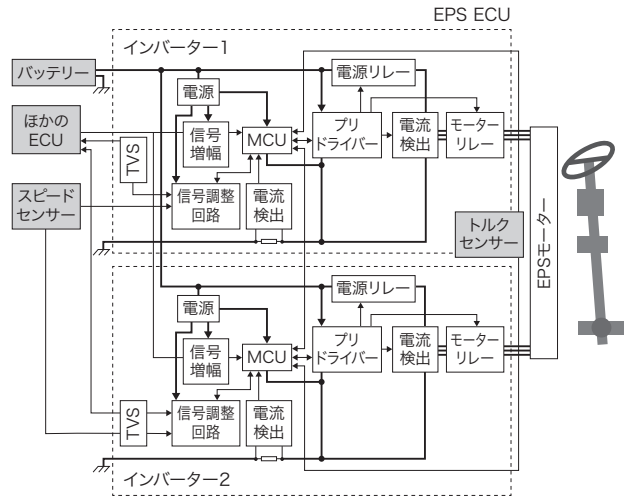 EPS ECU
インバーター1
バッテリー
電源リレー
電源
ほかの
ECU
信号
増幅
MCU
プリ
ドライバー
電流
検出
モーター
リレー
TVS
スピード
センサー
信号調整
回路
電流
検出
トルク
センサー
EPSモーター
電源リレー
電源
信号
増幅
MCU
プリ
ドライバー
電流
検出
モーター
リレー
TVS
信号調整
回路
電流
検出
インバーター2